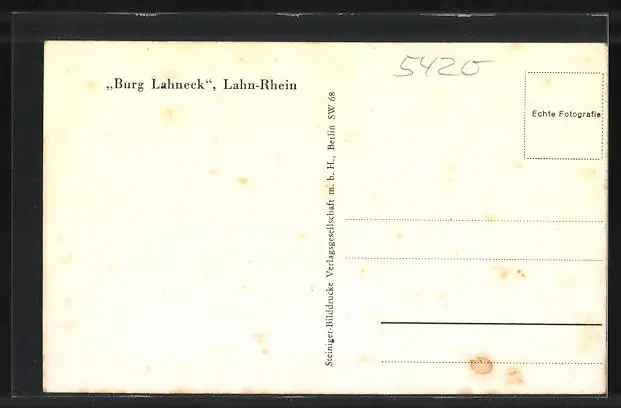 „Burg Lahneck“, Lahn-Rhein
5420
Echte Fotografie
Steiniger-Bilddrucke Verlagsgesellschaft m. b. H., Berlin SW 68